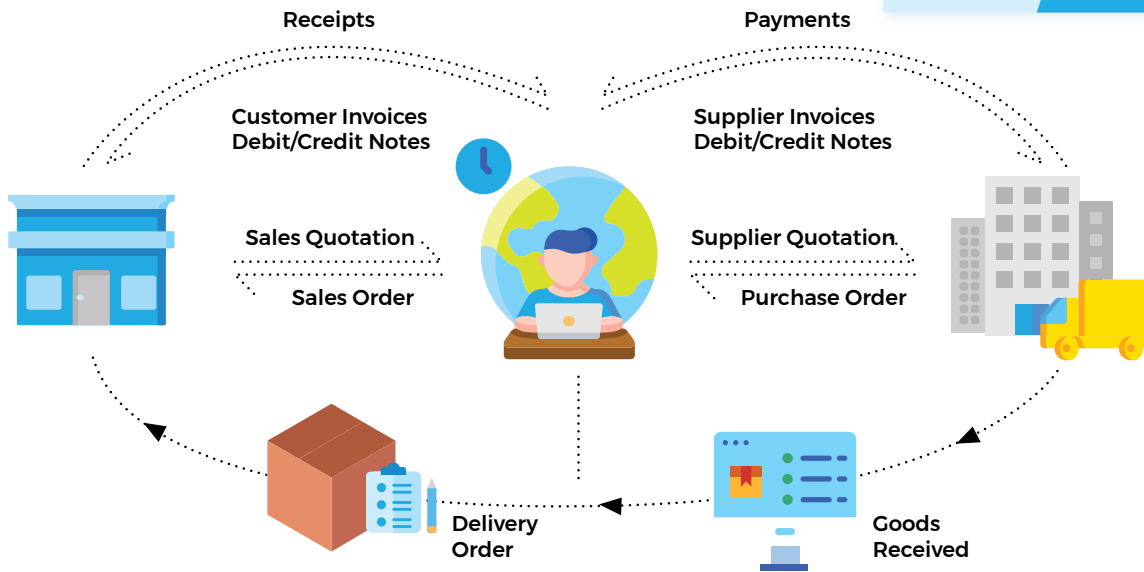 Receipts
Payments
Customer Invoices
Debit/Credit Notes
Supplier Invoices
Debit/Credit Notes
Sales Quotation
Supplier Quotation
Sales Order
Purchase Order
Delivery
Order
Goods
Received